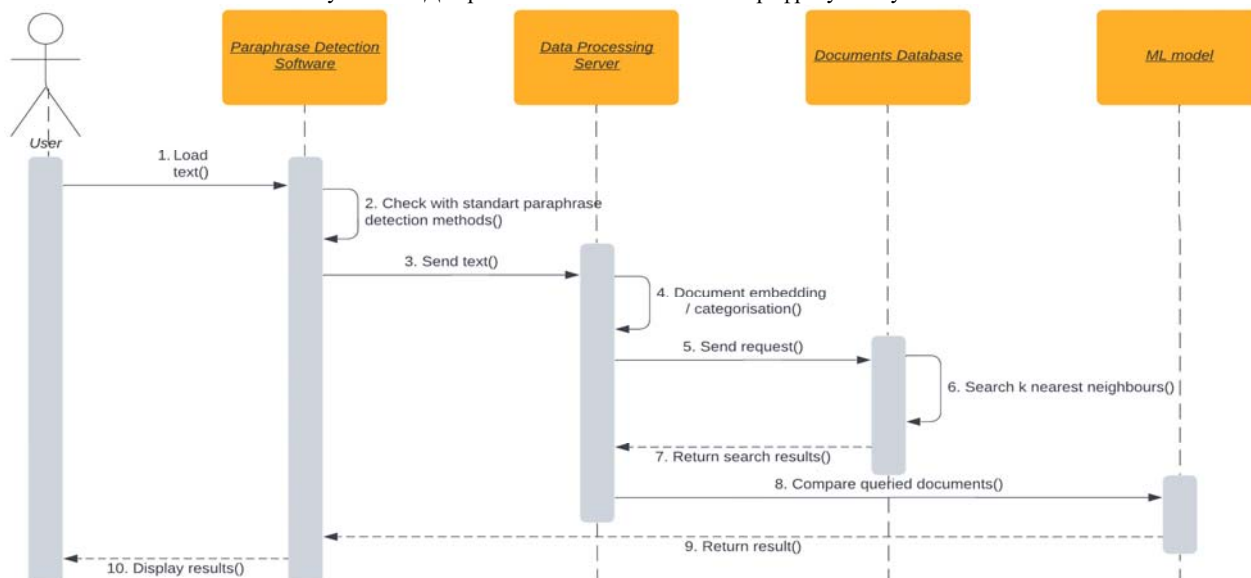 Paraphrase Detection
Software
Data Processing
Server
Documents Database
ML model
User
1. Load
text()
2. Check with standart paraphrase
detection methods()
3. Send text()
4. Document embedding
/ categorisation()
5. Send request()
6. Search k nearest neighbours()
7. Return search results()
8. Compare queried documents()
9. Return result()
10. Display results()